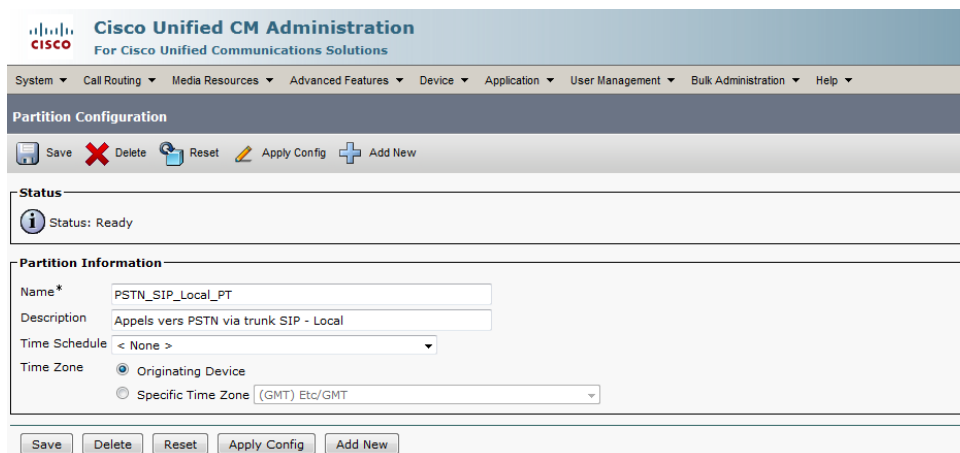 CISCO
Cisco Unified CM Administration
For Cisco Unified Communications Solutions
System Call Routing Media Resources Advanced Features Device Application User Management Bulk Administration Help
Partition Configuration
Save Delete Reset Apply Config Add New
Status
Status: Ready
Partition Information
Name* PSTN_SIP_Local_PT
Description Appels vers PSTN via trunk SIP - Local
Time Schedule < None >
Time Zone Originating Device
Specific Time Zone (GMT) Etc/GMT
Save Delete Reset Apply Config Add New